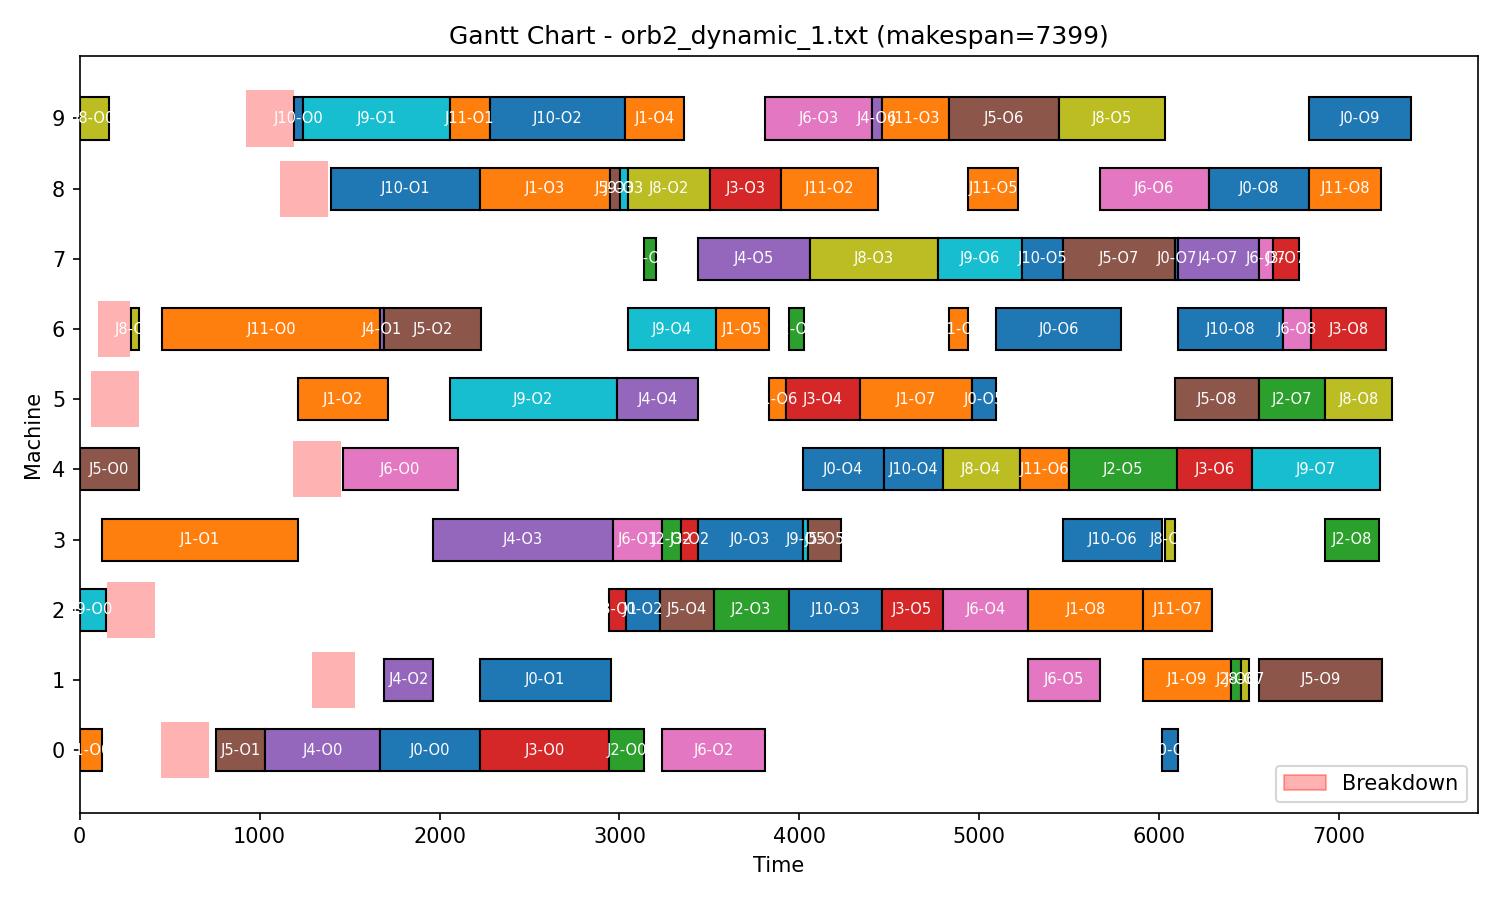 Gantt Chart - orb2_dynamic_1.txt (makespan=7399)
Machine
9
J10-O0 J9-O1 J11-O1 J10-O2 J1-O4 J6-O3 J4-O6 J11-O3 J5-O6 J8-O5 J0-O9
8
J10-O1 J1-O3 J8-O2 J3-O3 J11-O2 J11-O5 J6-O6 J0-O8 J11-O8
7
J4-O5 J8-O3 J9-O6 J10-O5 J5-O7 J0-O7 J4-O7
6
J11-O0 J4-O1 J5-O2 J9-O4 J1-O5 J0-O6 J10-O8 J6-O8 J3-O8
5
J1-O2 J9-O2 J4-O4 J3-O4 J1-O7 J0-O5 J5-O8 J2-O7 J8-O8
4
J5-O0 J6-O0 J0-O4 J10-O4 J8-O4 J11-O6 J2-O5 J3-O6 J9-O7
3
J1-O1 J4-O3 J6-O1 J0-O3 J10-O6 J2-O8
2
J5-O4 J2-O3 J10-O3 J3-O5 J6-O4 J1-O8 J11-O7
1
J4-O2 J0-O1 J6-O5 J1-O9 J5-O9
0
J5-O1 J4-O0 J0-O0 J3-O0 J2-O0 J6-O2
Breakdown
0 1000 2000 3000 4000 5000 6000 7000
Time